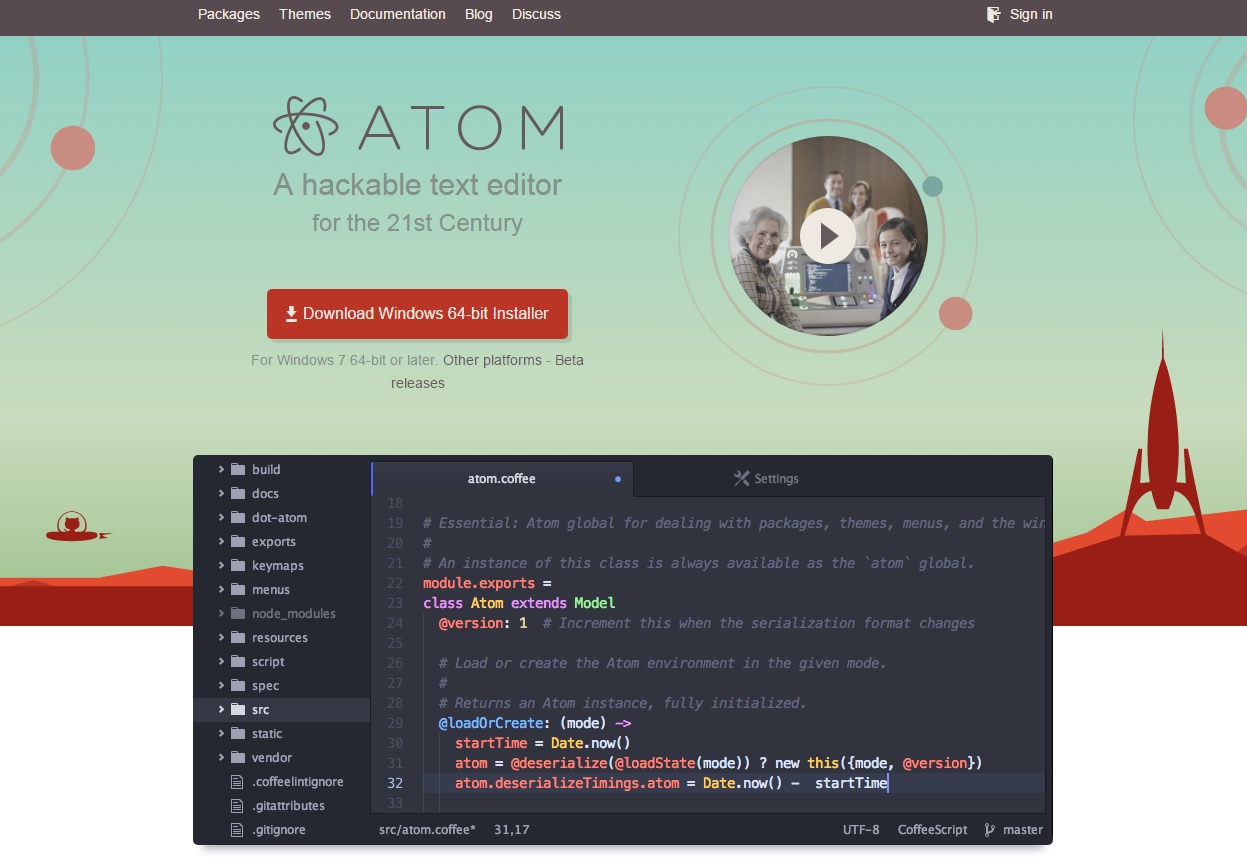 Packages Themes Documentation Blog Discuss Sign in
ATOM
A hackable text editor
for the 21st Century
Download Windows 64-bit Installer
For Windows 7 64-bit or later. Other platforms - Beta
releases
build
docs
dot-atom
exports
keymaps
menus
node_modules
resources
script
spec
src
static
vendor
.coffeelintignore
.gitattributes
.gitignore
atom.coffee Settings
18
19 # Essential: Atom global for dealing with packages, themes, menus, and the win
20 #
21 # An instance of this class is always available as the `atom` global.
22 module.exports =
23 class Atom extends Model
24 @version: 1 # Increment this when the serialization format changes
25
26 # Load or create the Atom environment in the given mode.
27 #
28 # Returns an Atom instance, fully initialized.
29 @loadOrCreate: (mode) ->
30 startTime = Date.now()
31 atom = @deserialize(@loadState(mode)) ? new this({mode, @version})
32 atom.deserializeTimings.atom = Date.now() - startTime
33
src/atom.coffee* 31,17 UTF-8 CoffeeScript master